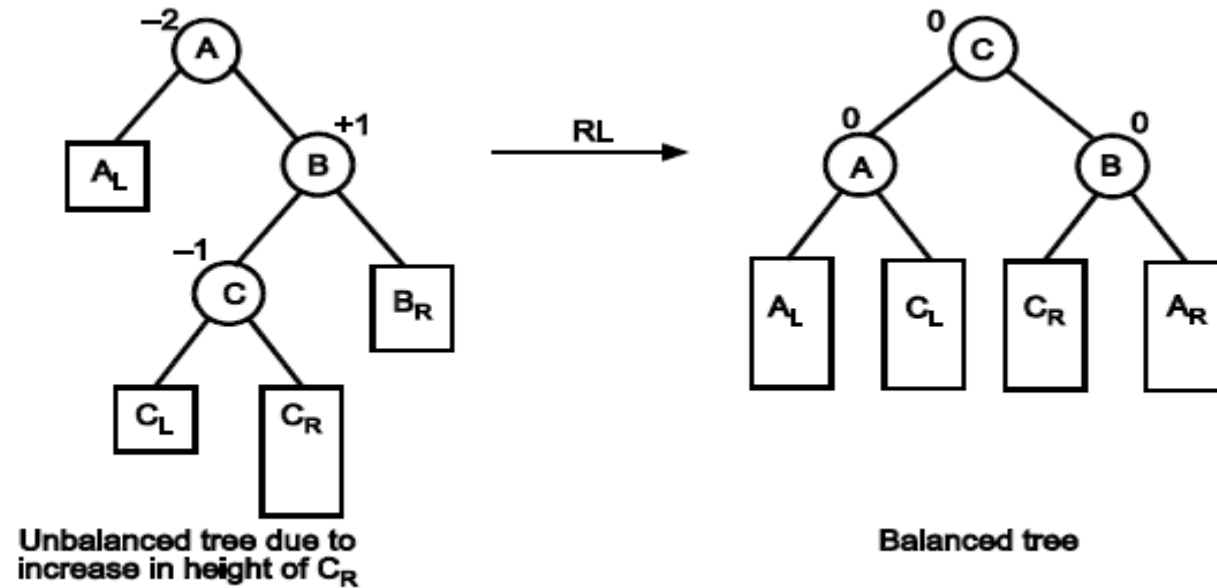 –2
A
A_L
+1
B
–1
C
B_R
C_L
C_R
Unbalanced tree due to
increase in height of C_R
RL
0
C
0
A
0
B
A_L
C_L
C_R
A_R
Balanced tree